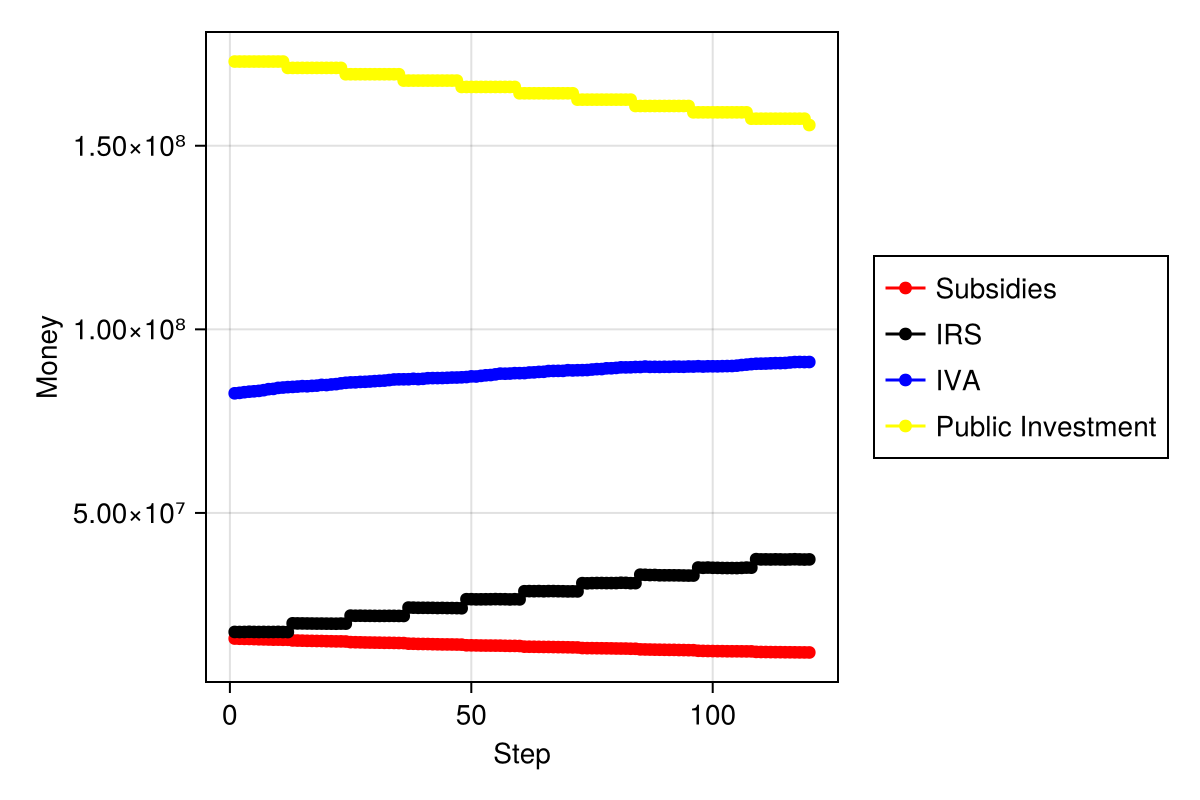 1.50×10⁸
1.00×10⁸
5.00×10⁷
Money
0
50
100
Step
Subsidies
IRS
IVA
Public Investment